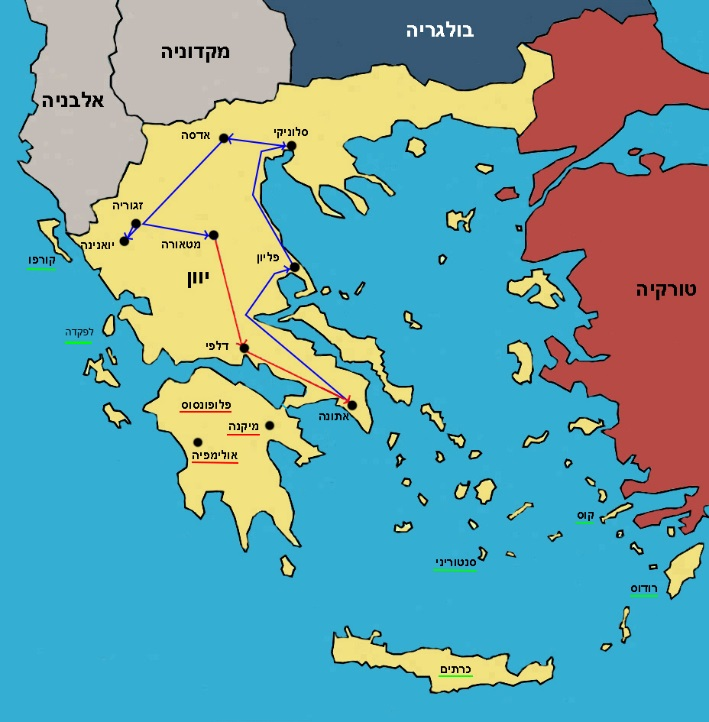 בולגריה
מקדוניה
אלבניה
סלוניקי
אדסה
זגוריה
יואנינה
מטאורה
פליון
קורפו
יוון
טורקיה
לפקדה
דלפי
פלופונסוס
אתונה
מיקנה
אולימפיה
קוס
סנטוריני
רודוס
כרתים